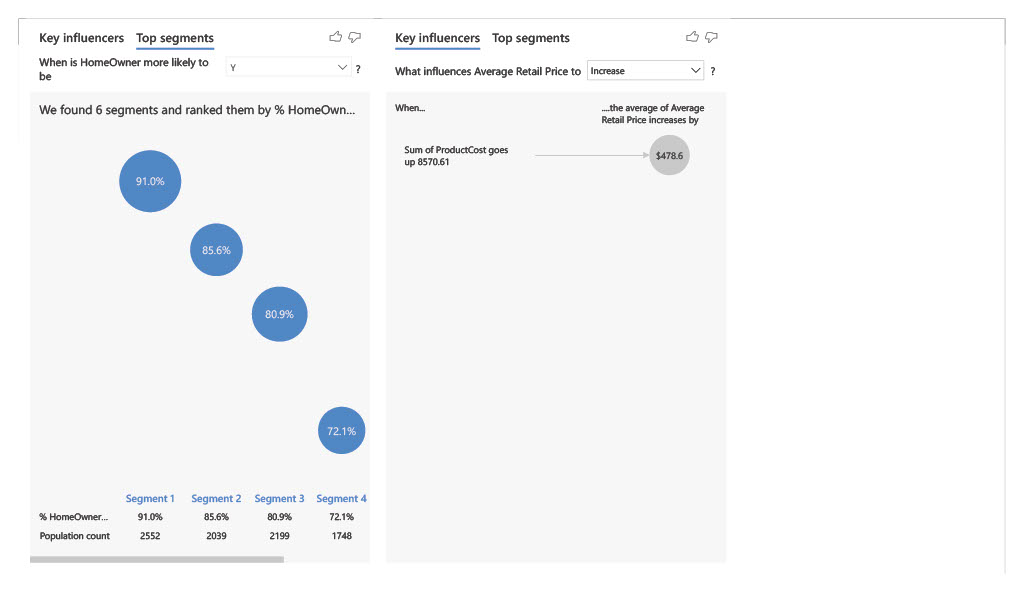 Key influencers Top segments
When is HomeOwner more likely to
be
Y
?
We found 6 segments and ranked them by % HomeOwn...
91.0%
85.6%
80.9%
72.1%
Segment 1 Segment 2 Segment 3 Segment 4
% HomeOwner... 91.0% 85.6% 80.9% 72.1%
Population count 2552 2039 2199 1748
Key influencers Top segments
What influences Average Retail Price to Increase ?
When...
....the average of Average
Retail Price increases by
Sum of ProductCost goes
up 8570.61
$478.6